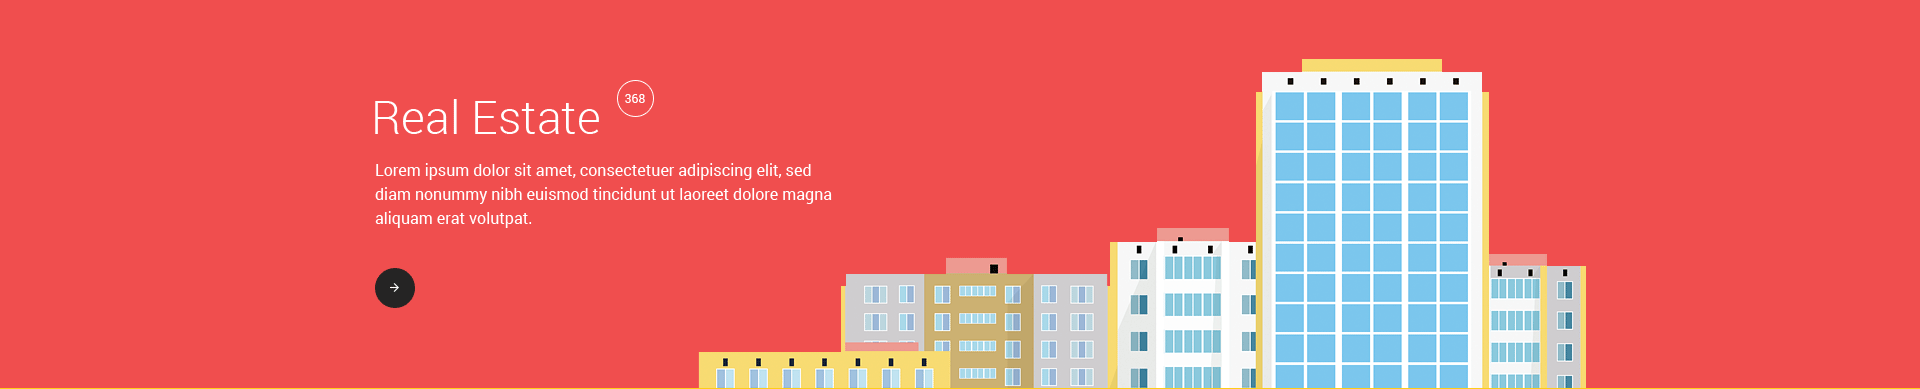 Real Estate
368
Lorem ipsum dolor sit amet, consectetuer adipiscing elit, sed
diam nonummy nibh euismod tincidunt ut laoreet dolore magna
aliquam erat volutpat.